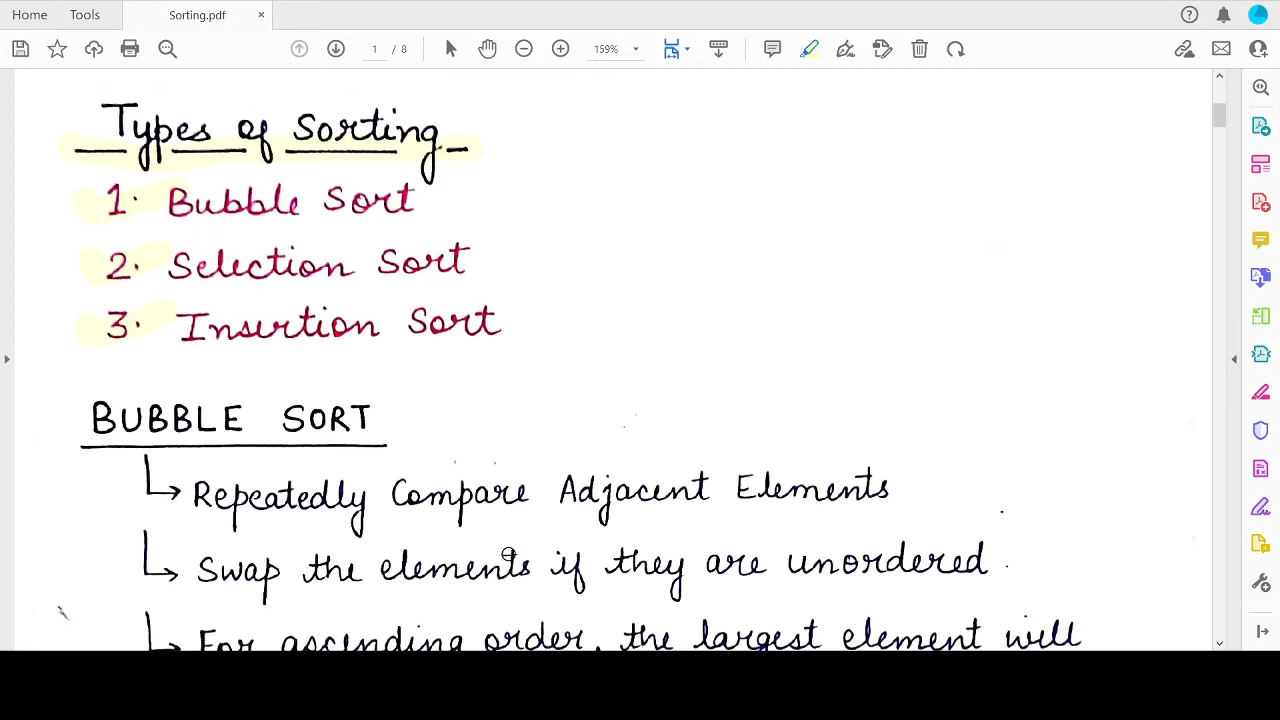 Home Tools Sorting.pdf ×
1 / 8 159%
Types of Sorting
1. Bubble Sort
2. Selection Sort
3. Insertion Sort
BUBBLE SORT
Repeatedly Compare Adjacent Elements
Swap the elements if they are unordered
For ascending order, the largest element will